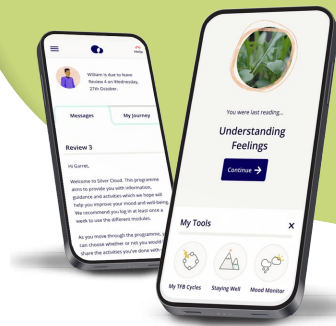 Help
William is due to leave
Review 4 on Wednesday,
27th October.
Messages
My Journey
Review 3
Hi Garret,
Welcome to Silver Cloud. This programme
aims to provide you with information,
guidance and activities which we hope will
help you improve your mood and well-being.
We recommend you log in at least once a
week to use the different modules.
As you move through the programme, you
can choose whether or not you would
share the activities you've done with
You were last reading...
Understanding
Feelings
Continue →
My Tools
×
My TFB Cycles
Staying Well
Mood Monitor